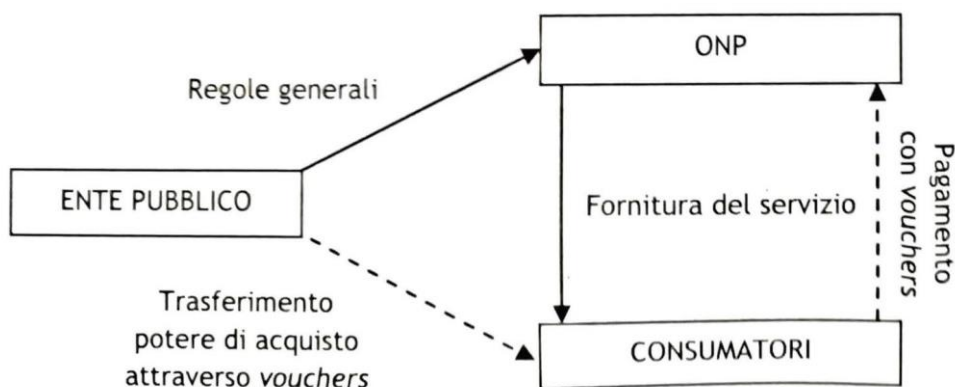 ONP
Regole generali
ENTE PUBBLICO
Fornitura del servizio
Pagamento
con vouchers
Trasferimento
potere di acquisto
attraverso vouchers
CONSUMATORI